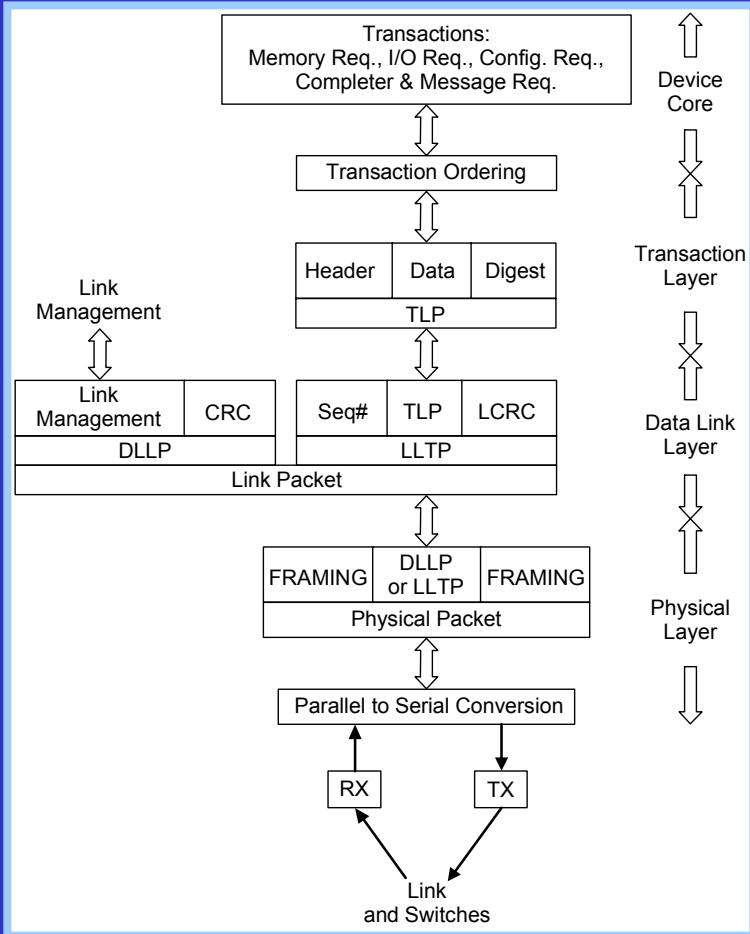 Transactions:
Memory Req., I/O Req., Config. Req.,
Completer & Message Req.
Device
Core
Transaction Ordering
Header Data Digest
TLP
Transaction
Layer
Link
Management
Link
Management
CRC
DLLP
Seq# TLP LCRC
LLTP
Link Packet
Data Link
Layer
FRAMING
DLLP
or LLTP
FRAMING
Physical Packet
Physical
Layer
Parallel to Serial Conversion
RX
TX
Link
and Switches